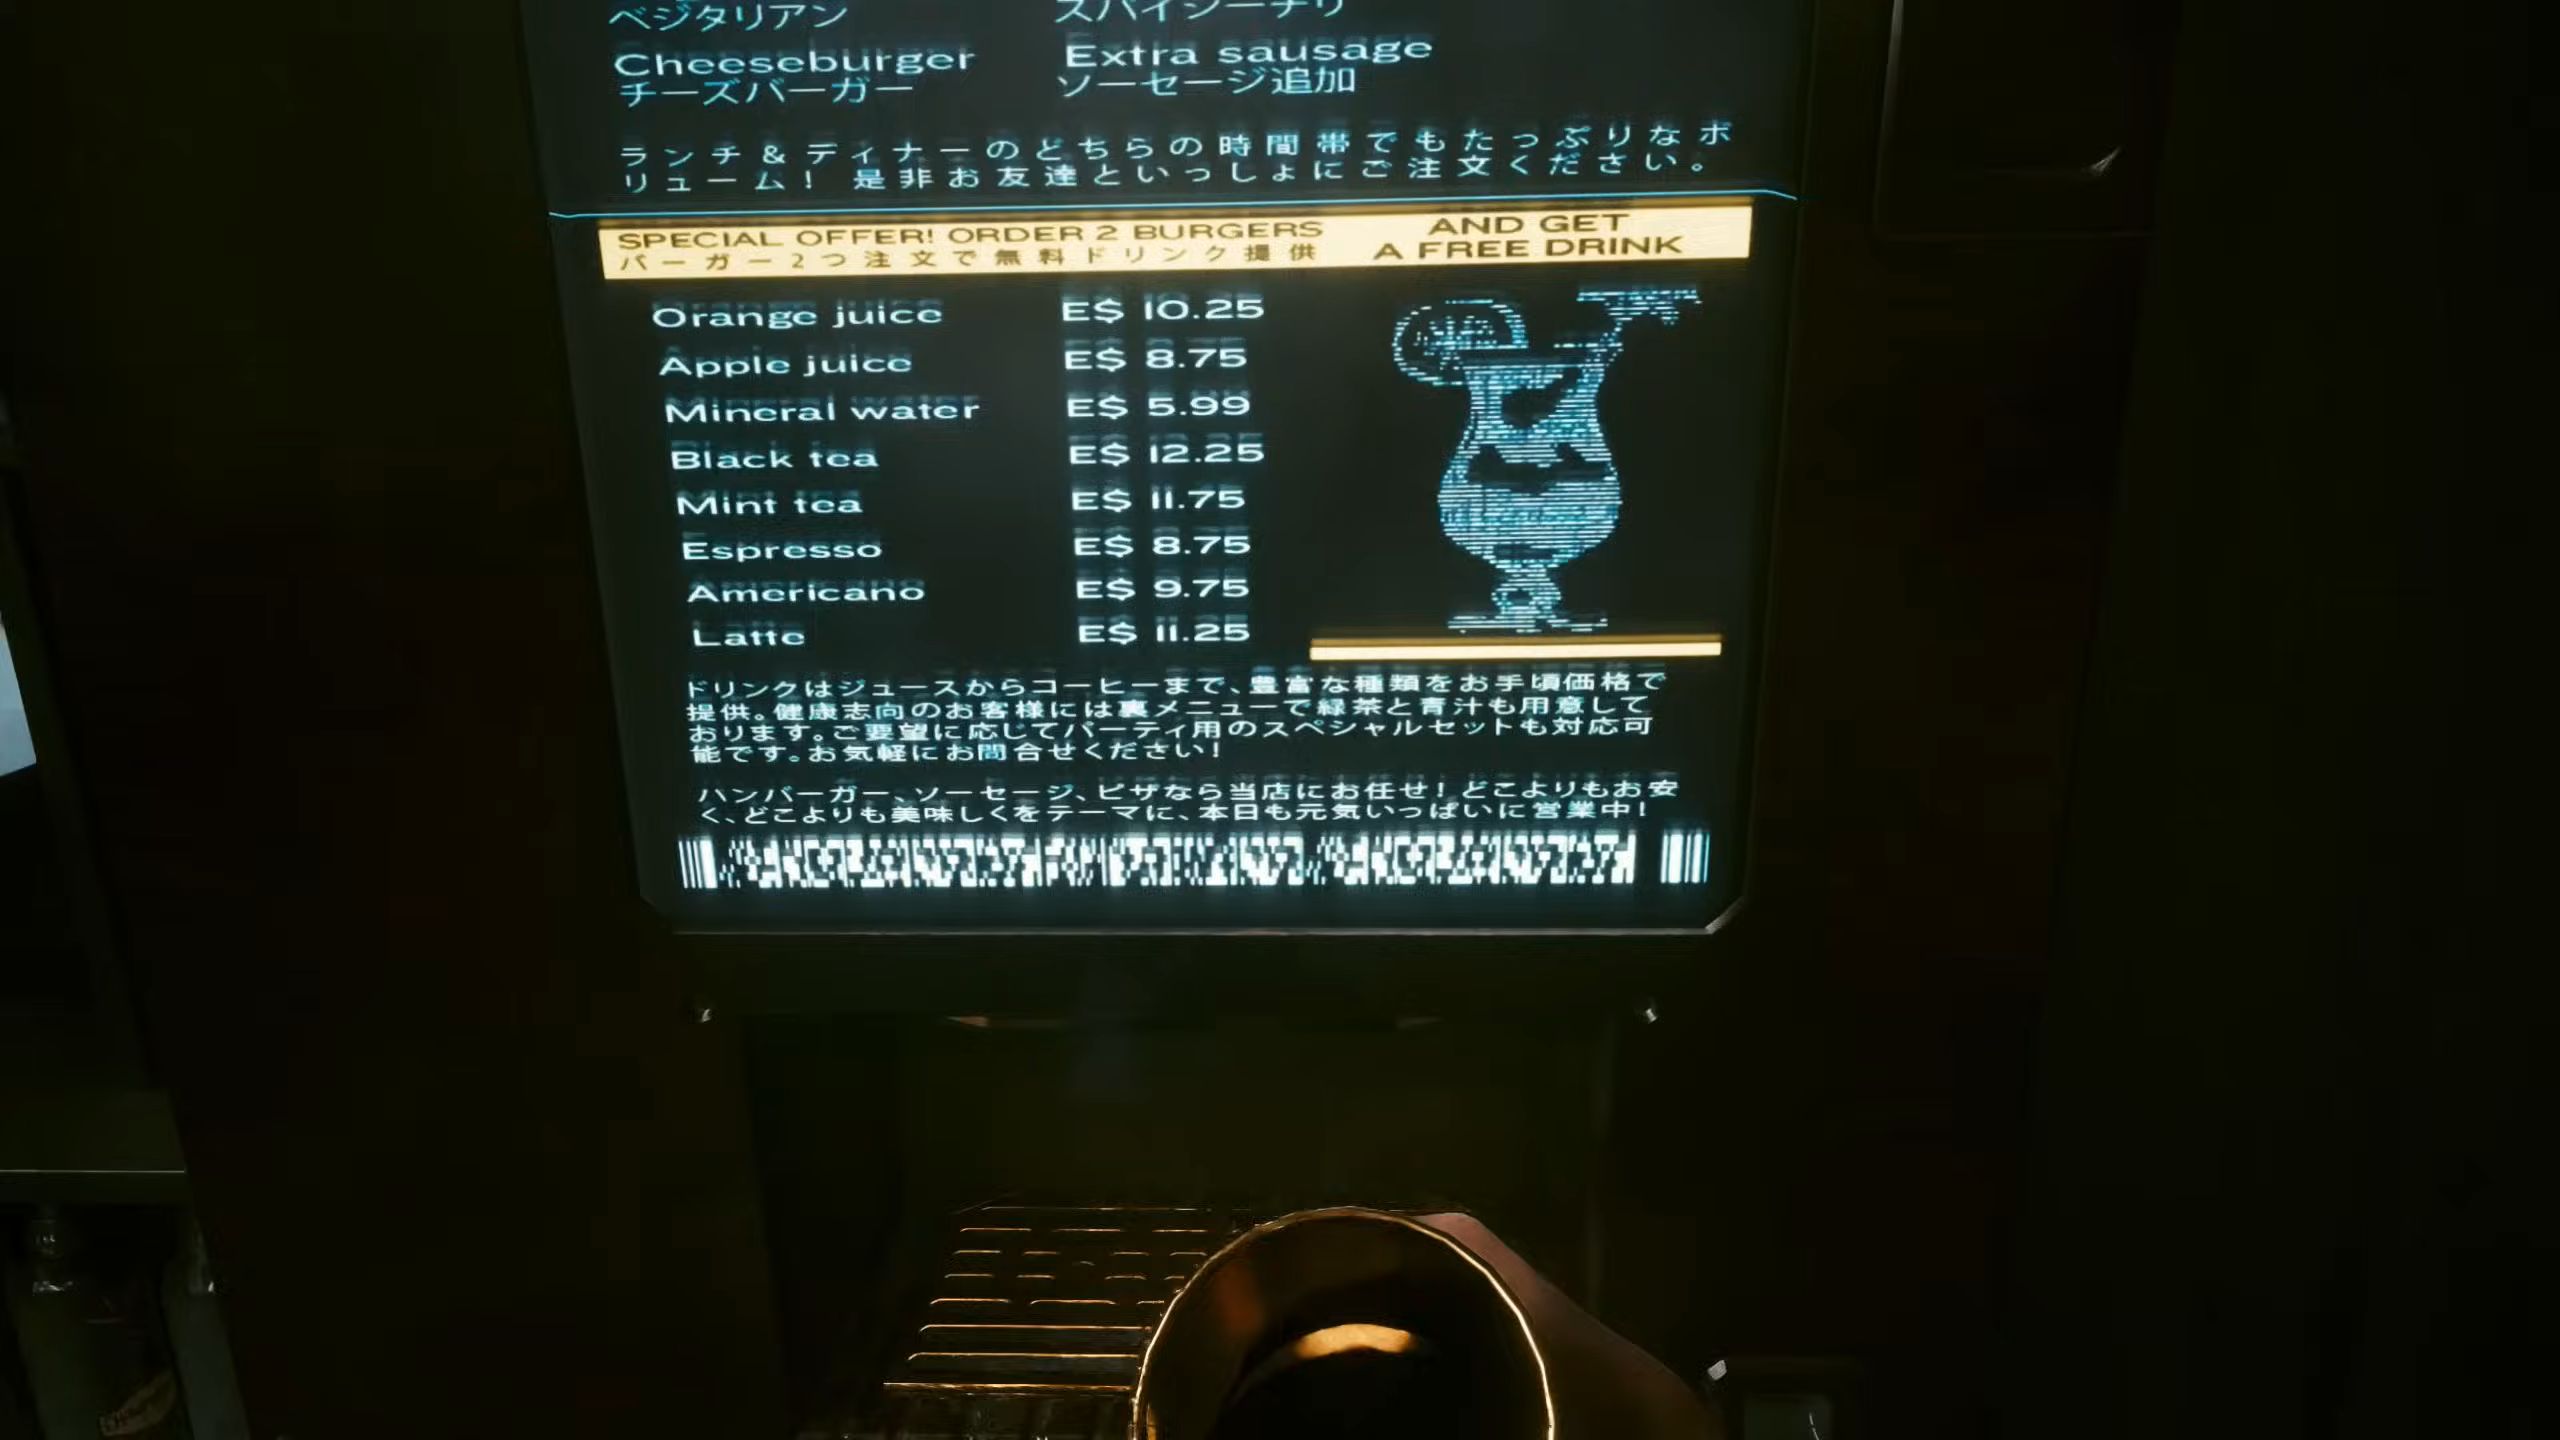 ベジタリアン
スパイシーチリ
Cheeseburger
チーズバーガー
Extra sausage
ソーセージ追加
ランチ&ディナーのどちらの時間帯でもたっぷりなボ
リューム! 是非お友達といっしょにご注文ください。
SPECIAL OFFER! ORDER 2 BURGERS
バーガー2つ注文で無料ドリンク提供
AND GET
A FREE DRINK
Orange juice E$ 10.25
Apple juice E$ 8.75
Mineral water E$ 5.99
Black tea E$ 12.25
Mint tea E$ 11.75
Espresso E$ 8.75
Americano E$ 9.75
Latte E$ 11.25
ドリンクはジュースからコーヒーまで、豊富な種類をお手頃価格で
提供。健康志向のお客様には裏メニューで緑茶と青汁も用意して
おります。ご要望に応じてパーティ用のスペシャルセットも対応可
能です。お気軽にお問合せください!
ハンバーガー、ソーセージ、ピザなら当店にお任せ!どこよりもお安
く、どこよりも美味しくをテーマに、本日も元気いっぱいに営業中!